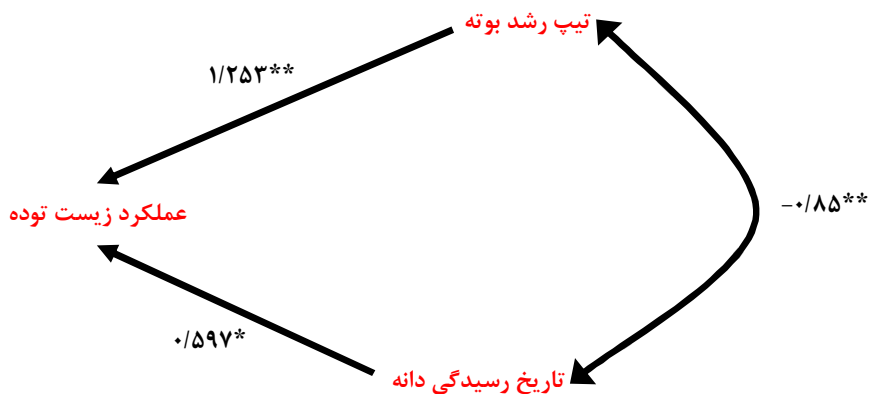 تیپ رشد بوته
۱/۲۵۳**
عملکرد زیست توده
-۰/۸۵**
۰/۵۹۷*
تاریخ رسیدگی دانه